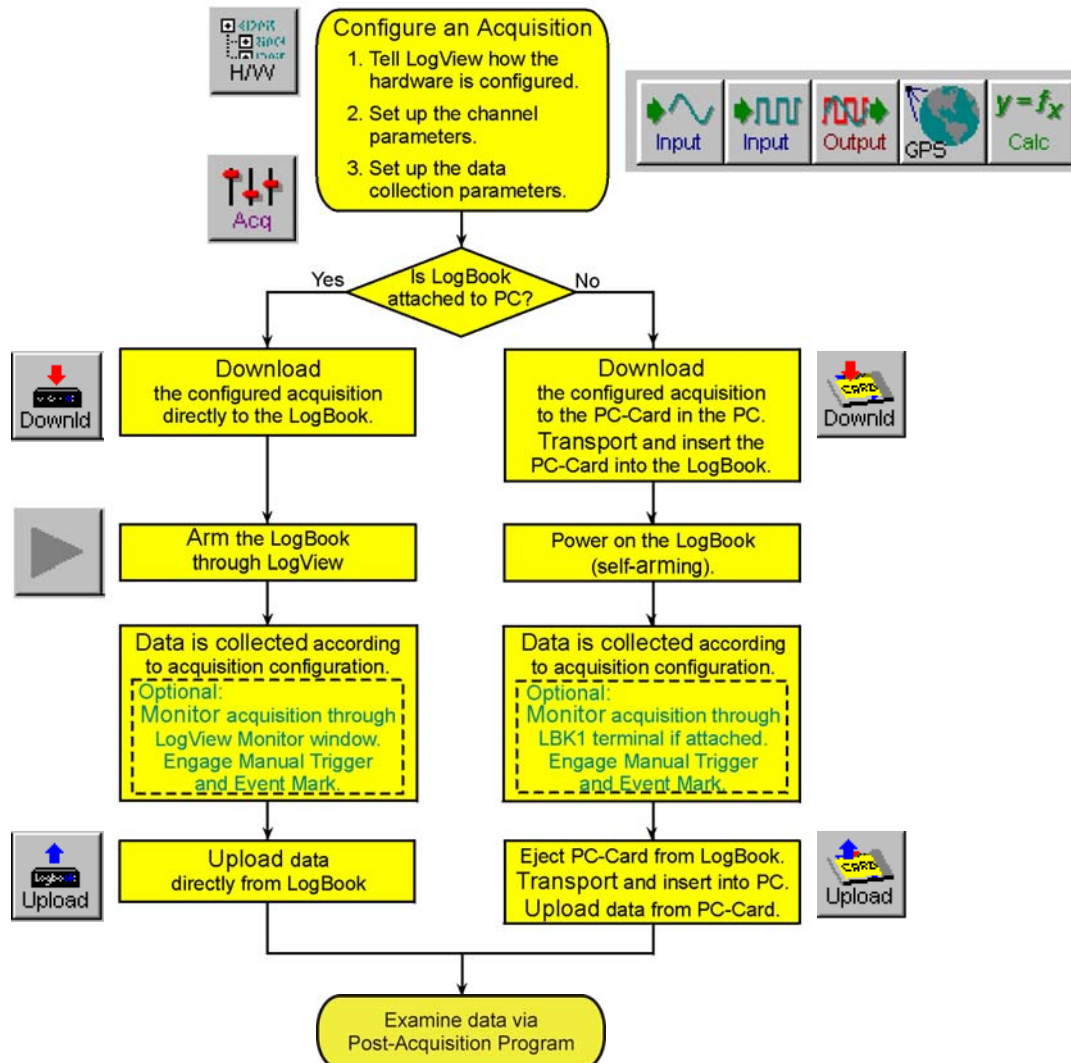 H/W
Configure an Acquisition
1. Tell LogView how the
hardware is configured.
2. Set up the channel
parameters.
3. Set up the data
collection parameters.
Acq
Input
Input
Output
GPS
y = fx
Calc
Is LogBook
attached to PC?
Yes
No
Downld
Download
the configured acquisition
directly to the LogBook.
Download
the configured acquisition
to the PC-Card in the PC.
Transport and insert the
PC-Card into the LogBook.
CARD
Downld
Arm the LogBook
through LogView
Power on the LogBook
(self-arming).
Data is collected according
to acquisition configuration.
Optional:
Monitor acquisition through
LogView Monitor window.
Engage Manual Trigger
and Event Mark.
Data is collected according
to acquisition configuration.
Optional:
Monitor acquisition through
LBK1 terminal if attached.
Engage Manual Trigger
and Event Mark.
Logbook
Upload
Upload data
directly from LogBook
Eject PC-Card from LogBook.
Transport and insert into PC.
Upload data from PC-Card.
CARD
Upload
Examine data via
Post-Acquisition Program